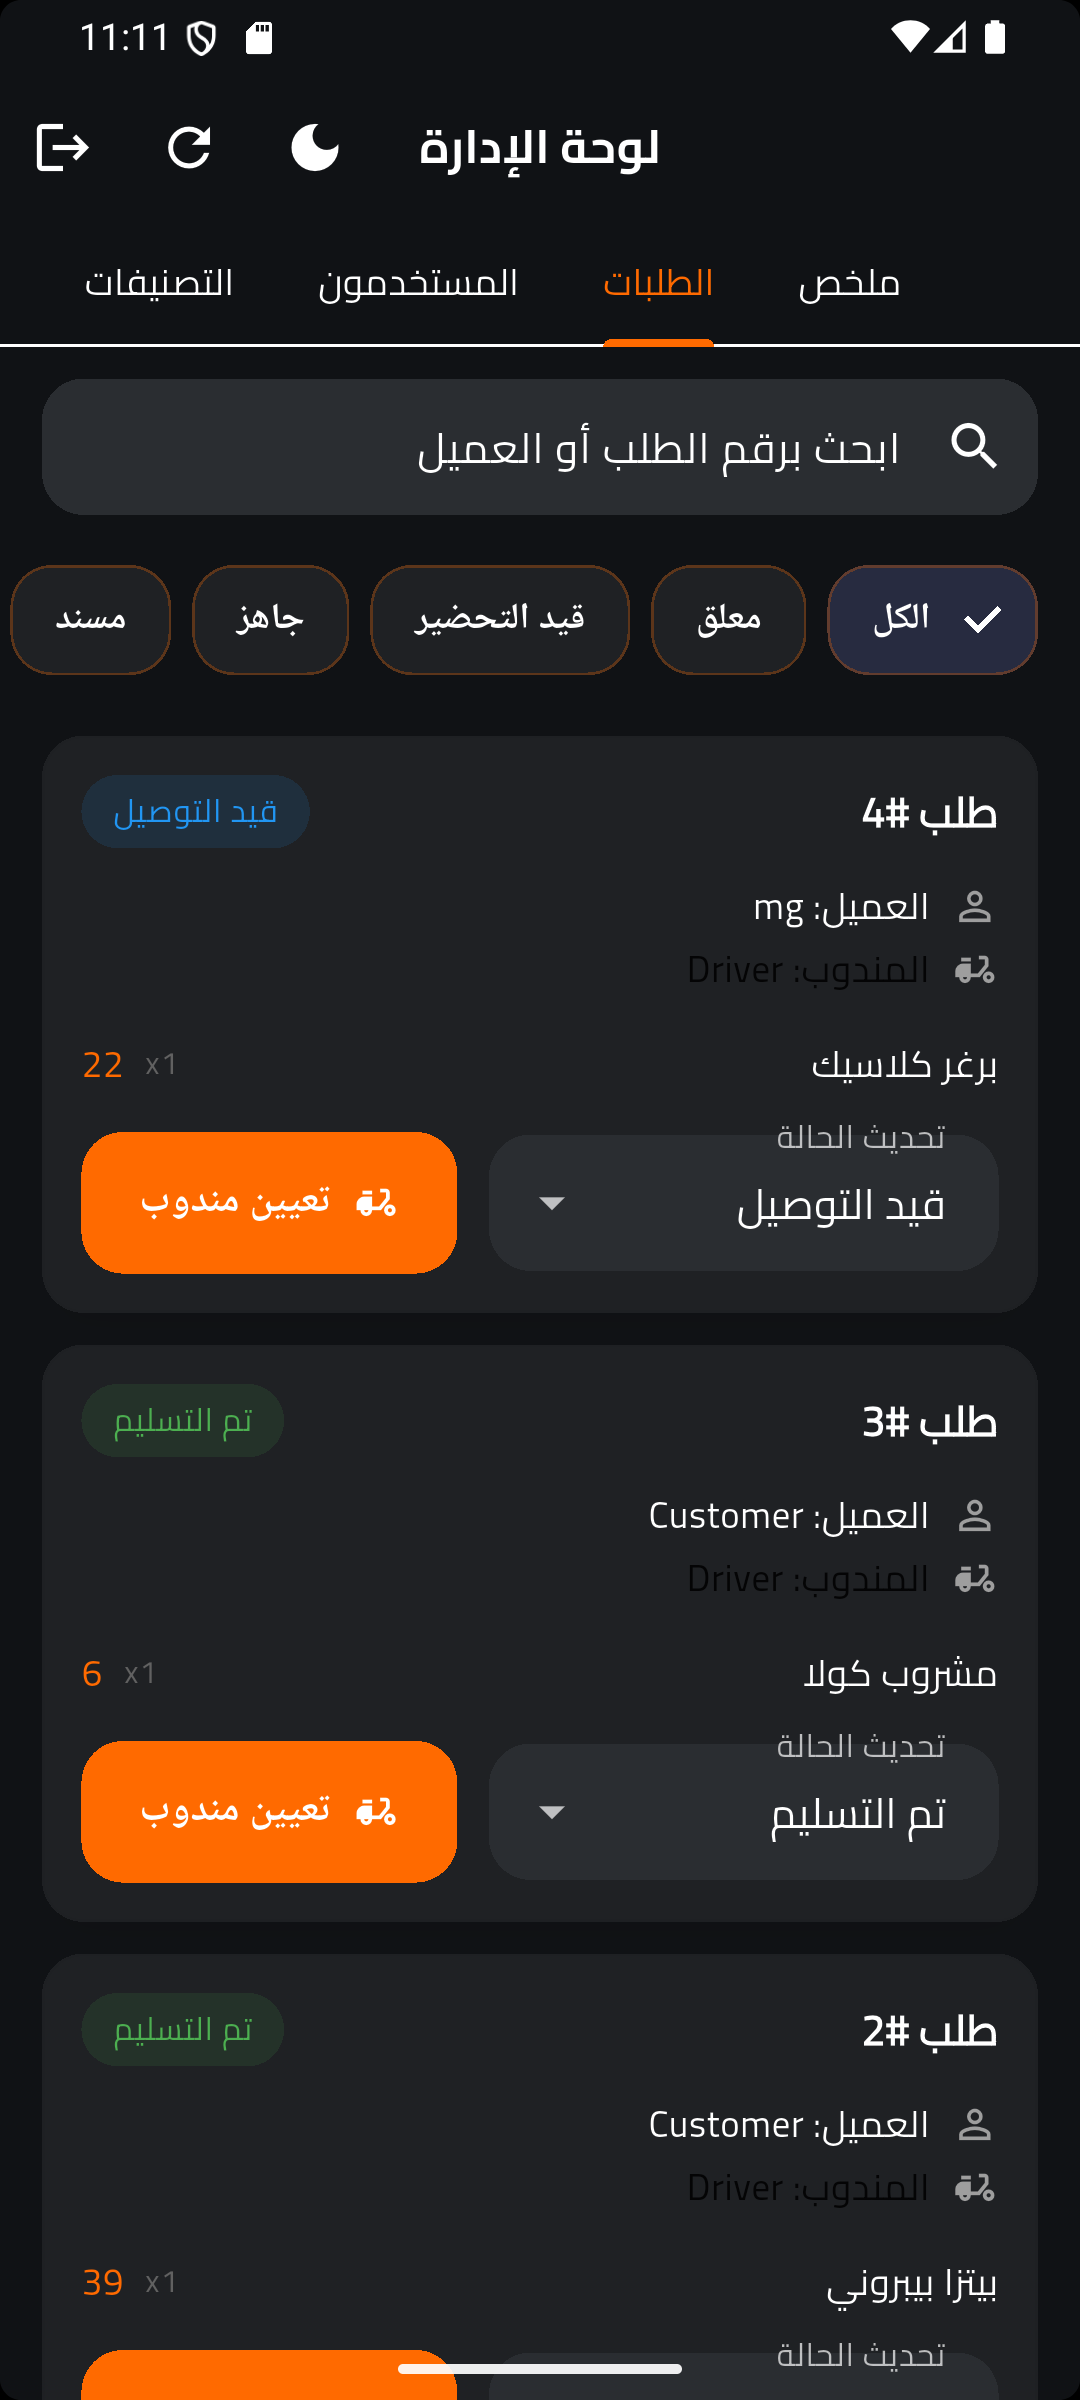 11:11
لوحة الإدارة
ملخص
الطلبات
المستخدمون
التصنيفات
ابحث برقم الطلب أو العميل
الكل
معلق
قيد التحضير
جاهز
مسند
طلب #4
قيد التوصيل
العميل: mg
المندوب: Driver
برغر كلاسيك
x1
22
تحديث الحالة
قيد التوصيل
تعيين مندوب
طلب #3
تم التسليم
العميل: Customer
المندوب: Driver
مشروب كولا
x1
6
تحديث الحالة
تم التسليم
تعيين مندوب
طلب #2
تم التسليم
العميل: Customer
المندوب: Driver
بيتزا بيبروني
x1
39
تحديث الحالة